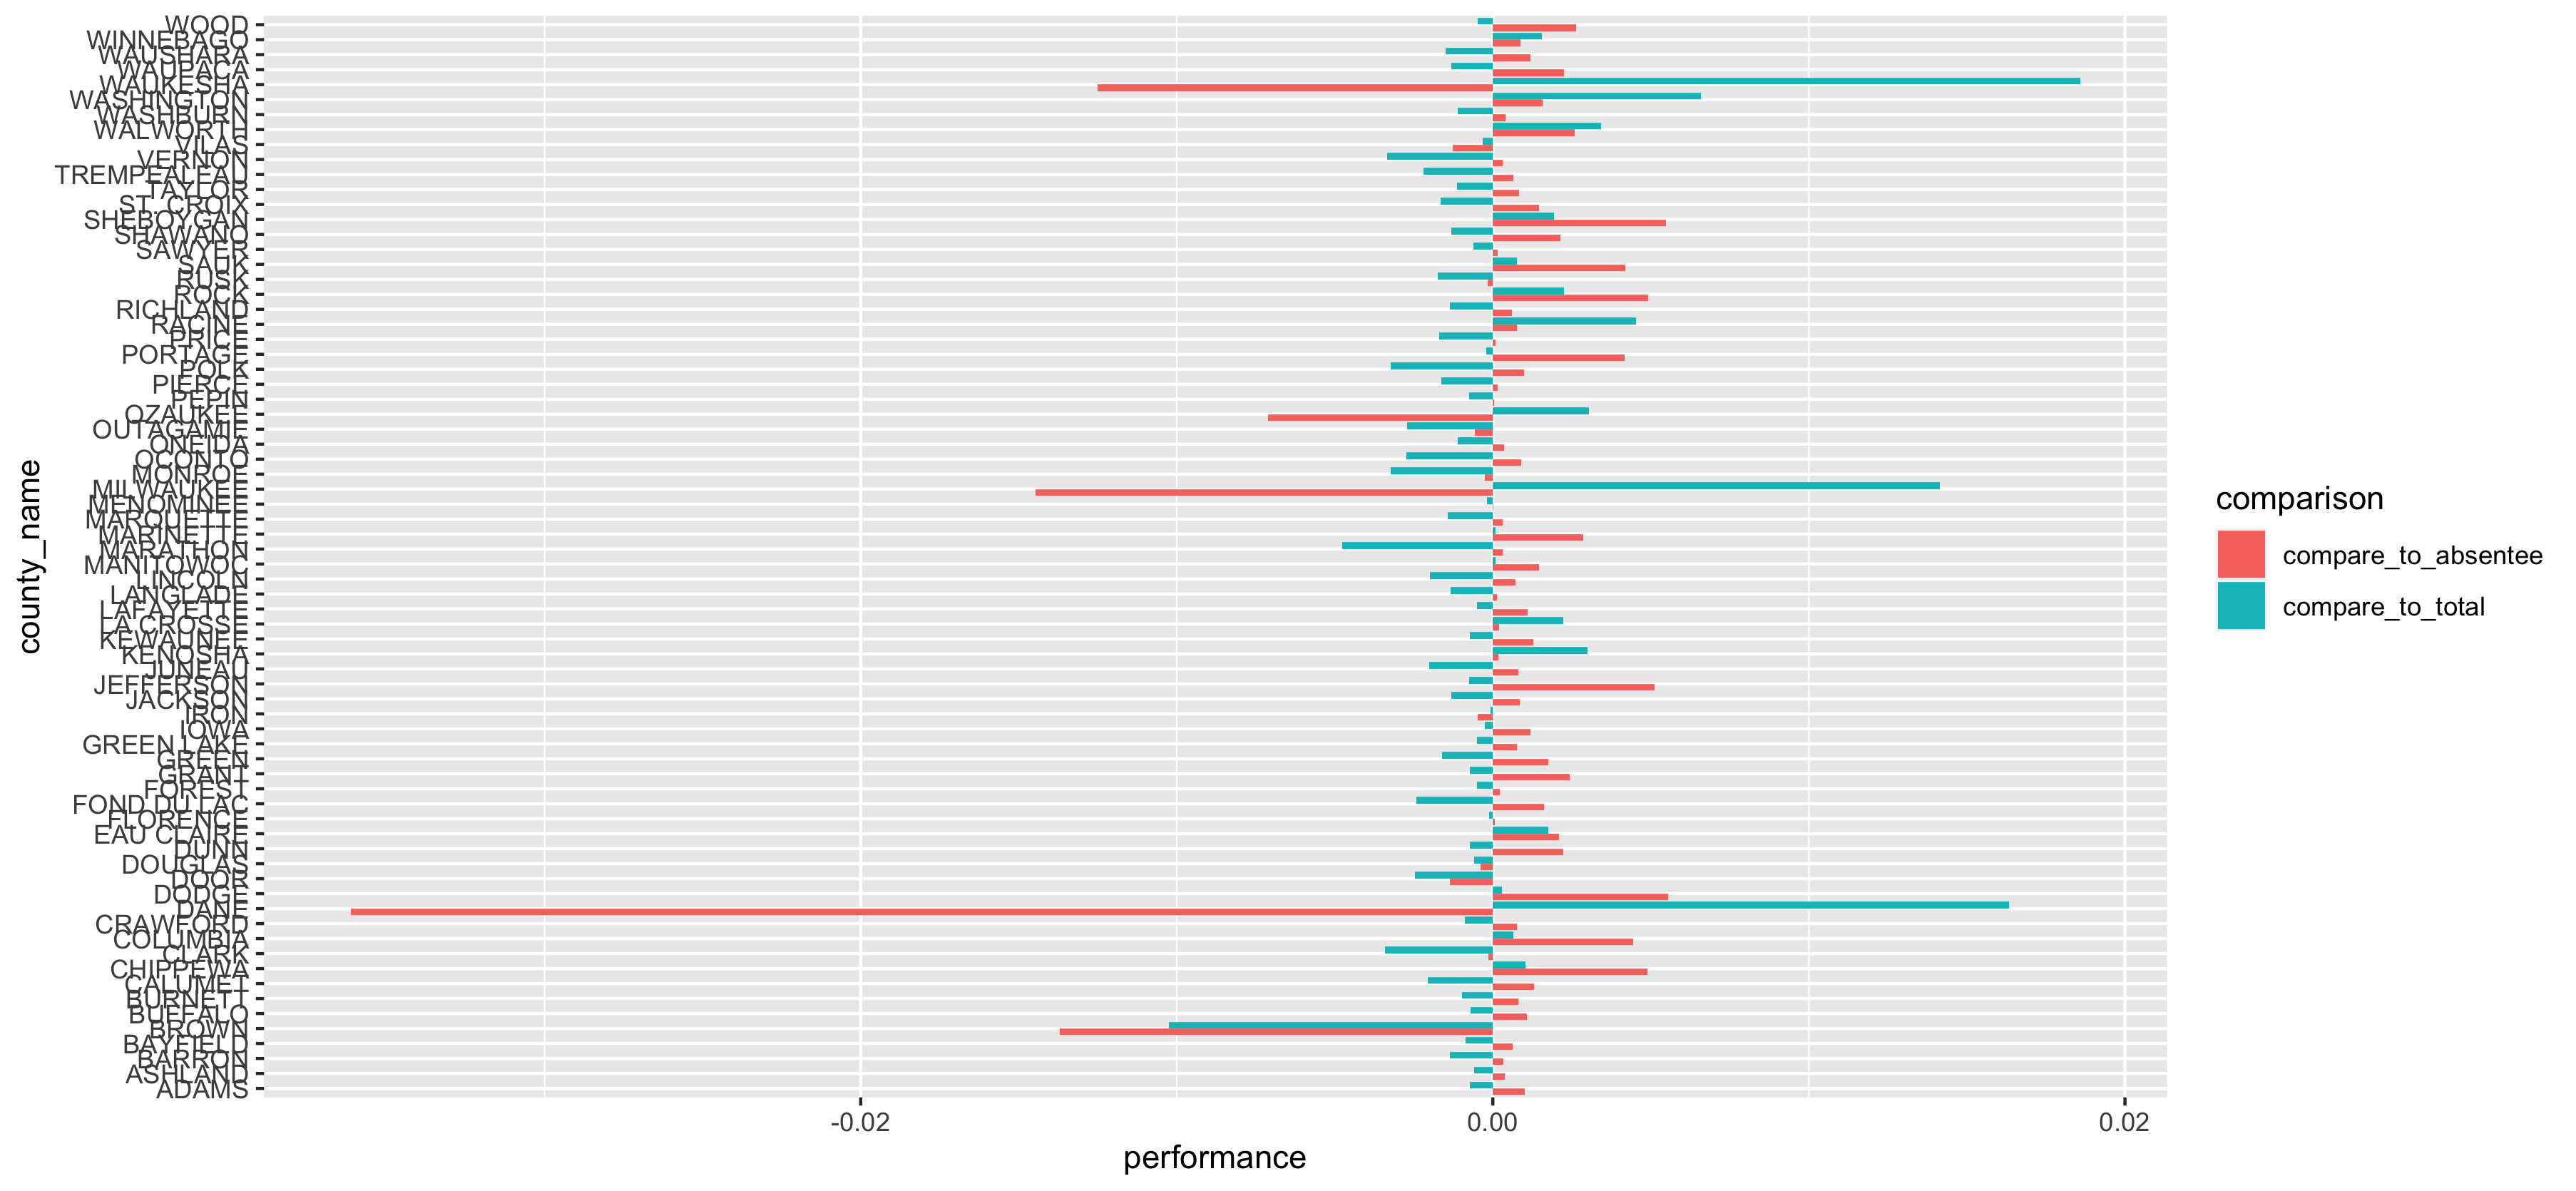 WOOD
WINNEBAGO
WAUSHARA
WAUPACA
WAUKESHA
WASHINGTON
WASHBURN
WALWORTH
VILAS
VERNON
TREMPEALEAU
TAYLOR
ST. CROIX
SHEBOYGAN
SHAWANO
SAWYER
SAUK
RUSK
ROCK
RICHLAND
RACINE
PRICE
PORTAGE
POLK
PIERCE
PEPIN
OZAUKEE
OUTAGAMIE
ONEIDA
OCONTO
MONROE
MILWAUKEE
MENOMINEE
MARQUETTE
MARINETTE
MARATHON
MANITOWOC
LINCOLN
LANGLADE
LAFAYETTE
LA CROSSE
KEWAUNEE
KENOSHA
JUNEAU
JEFFERSON
JACKSON
IRON
IOWA
GREEN LAKE
GREEN
GRANT
FOREST
FOND DU LAC
FLORENCE
EAU CLAIRE
DUNN
DOUGLAS
DOOR
DODGE
DANE
CRAWFORD
COLUMBIA
CLARK
CHIPPEWA
CALUMET
BURNETT
BUFFALO
BROWN
BAYFIELD
BARRON
ASHLAND
ADAMS
county_name
-0.02
0.00
0.02
performance
comparison
compare_to_absentee
compare_to_total